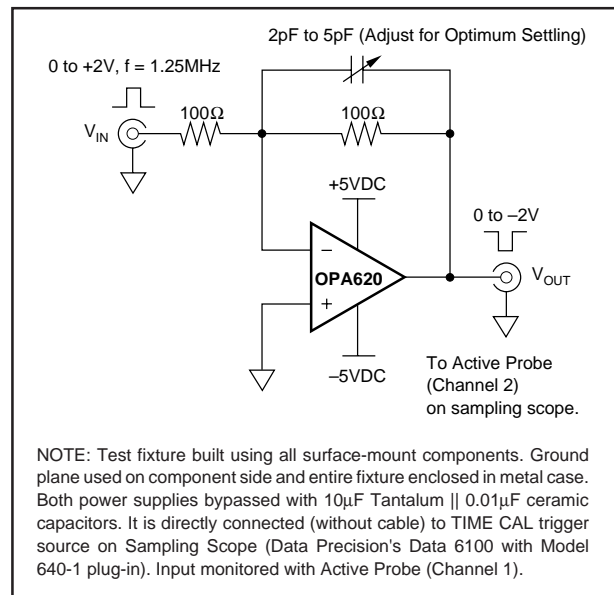 2pF to 5pF (Adjust for Optimum Settling)
0 to +2V, f = 1.25MHz
100Ω
100Ω
V_IN
+5VDC
0 to –2V
–
OPA620
+
V_OUT
–5VDC
To Active Probe
(Channel 2)
on sampling scope.
NOTE: Test fixture built using all surface-mount components. Ground
plane used on component side and entire fixture enclosed in metal case.
Both power supplies bypassed with 10µF Tantalum || 0.01µF ceramic
capacitors. It is directly connected (without cable) to TIME CAL trigger
source on Sampling Scope (Data Precision's Data 6100 with Model
640-1 plug-in). Input monitored with Active Probe (Channel 1).